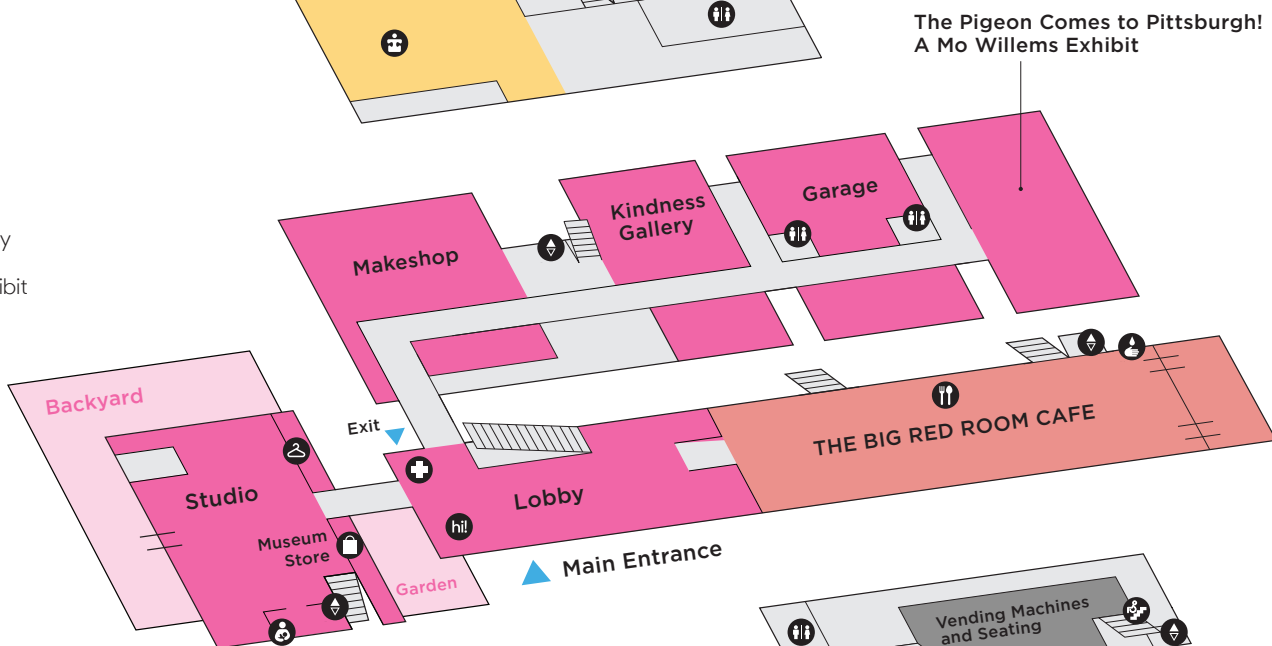 The Pigeon Comes to Pittsburgh!
A Mo Willems Exhibit
Garage
Kindness
Gallery
y
Makeshop
ibit
Backyard
Exit
THE BIG RED ROOM CAFE
Studio
Lobby
hi!
Museum
Store
Main Entrance
Garden
Vending Machines
and Seating